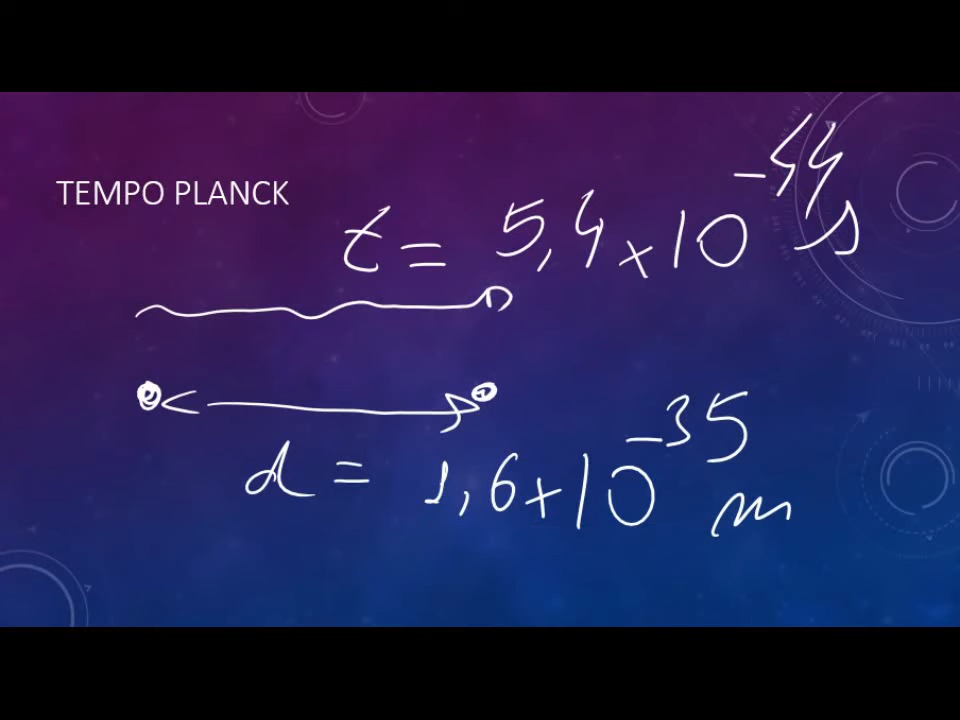 TEMPO PLANCK
t = 5,4 × 10⁻⁴⁴ s
d = 1,6 × 10⁻³⁵ m